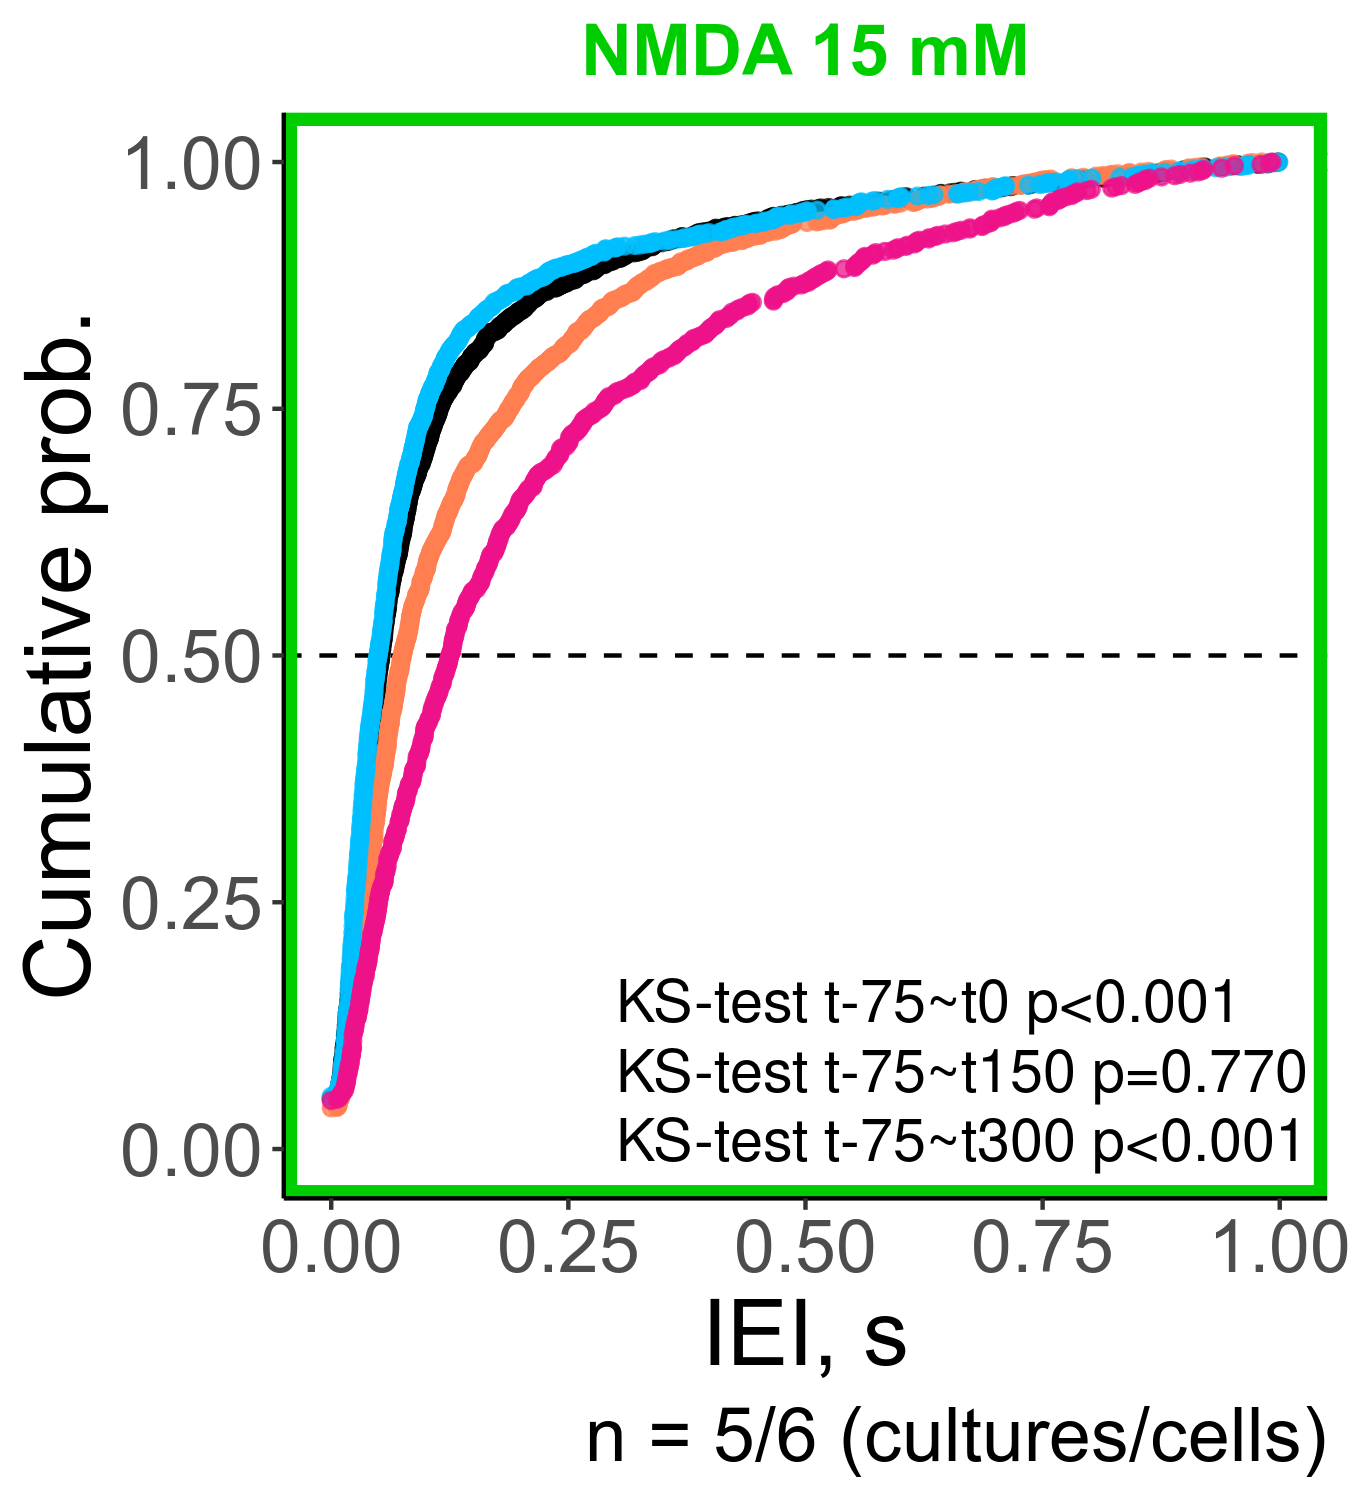 NMDA 15 mM
Cumulative prob.
1.00
0.75
0.50
0.25
0.00
KS-test t-75~t0 p<0.001
KS-test t-75~t150 p=0.770
KS-test t-75~t300 p<0.001
0.00 0.25 0.50 0.75 1.00
IEI, s
n = 5/6 (cultures/cells)